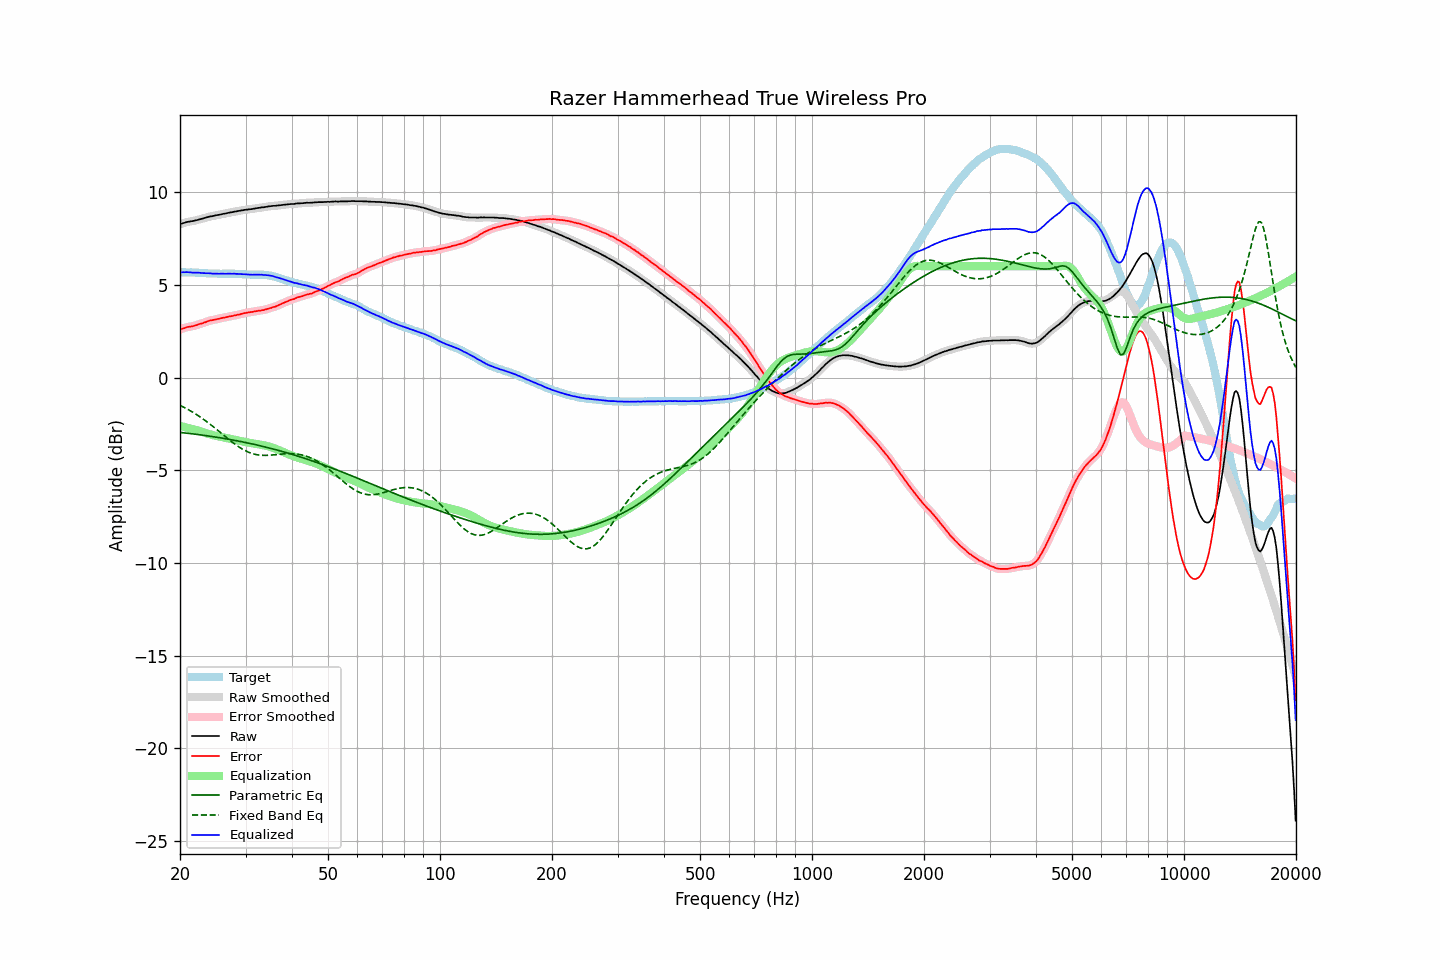 Razer Hammerhead True Wireless Pro
Amplitude (dBr)
10
5
0
−5
−10
−15
−20
−25
Target
Raw Smoothed
Error Smoothed
Raw
Error
Equalization
Parametric Eq
Fixed Band Eq
Equalized
20 50 100 200 500 1000 2000 5000 10000 20000
Frequency (Hz)